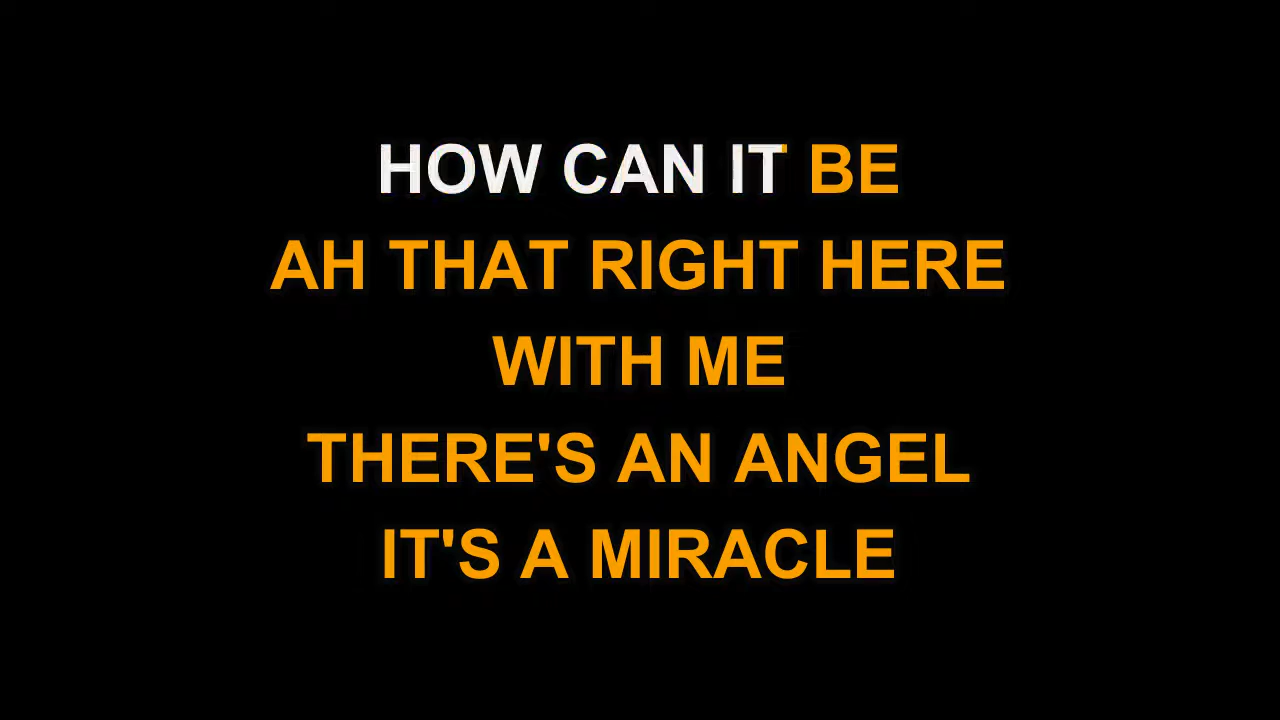 HOW CAN IT BE
AH THAT RIGHT HERE
WITH ME
THERE'S AN ANGEL
IT'S A MIRACLE